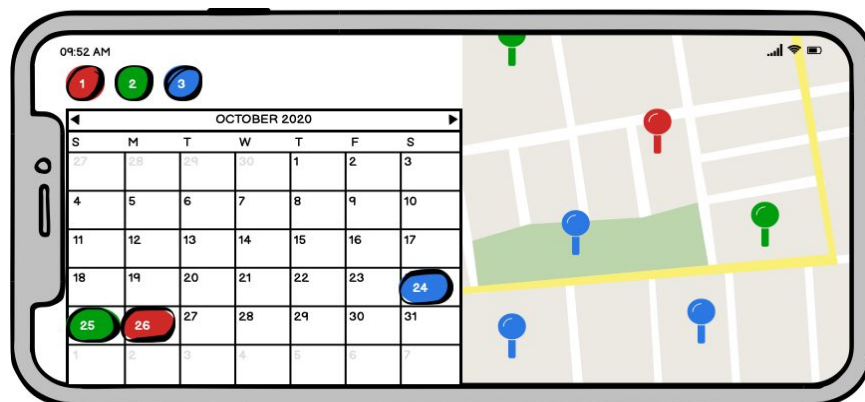 09:52 AM
1 2 3
OCTOBER 2020
S M T W T F S
27 28 29 30 1 2 3
4 5 6 7 8 9 10
11 12 13 14 15 16 17
18 19 20 21 22 23 24
25 26 27 28 29 30 31
1 2 3 4 5 6 7